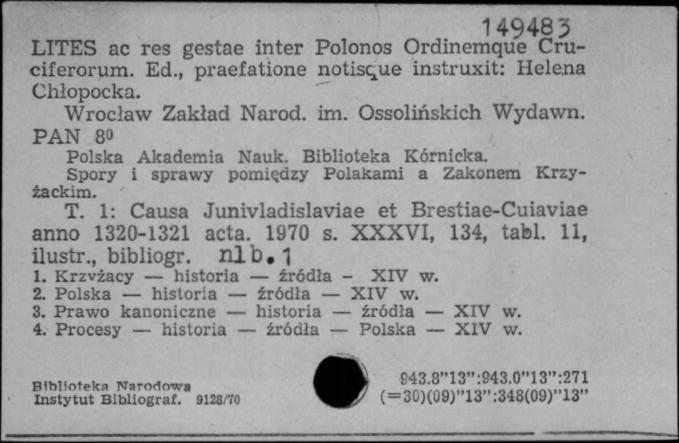 149483
LITES ac res gestae inter Polonos Ordinemque Cru-
ciferorum. Ed., praefatione notisque instruxit: Helena
Chłopocka.
Wrocław Zakład Narod. im. Ossolińskich Wydawn.
PAN 8⁰
Polska Akademia Nauk. Biblioteka Kórnicka.
Spory i sprawy pomiędzy Polakami a Zakonem Krzy-
żackim.
T. 1: Causa Junivladislaviae et Brestiae-Cuiaviae
anno 1320-1321 acta. 1970 s. XXXVI, 134, tabl. 11,
ilustr., bibliogr. nlb. 1
1. Krzyżacy — historia — źródła - XIV w.
2. Polska — historia — źródła — XIV w.
3. Prawo kanoniczne — historia — źródła — XIV w.
4. Procesy — historia — źródła — Polska — XIV w.
943.8"13":943.0"13":271
Biblioteka Narodowa
Instytut Bibliograf. 9128/70 (=30)(09)"13":348(09)"13"